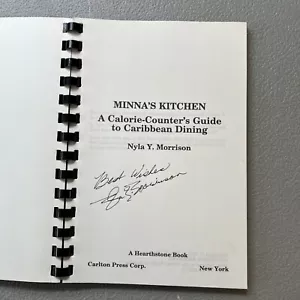 MINNA'S KITCHEN
A Calorie-Counter's Guide
to Caribbean Dining
Nyla Y. Morrison
Best Wishes
Morrison
A Hearthstone Book
Carlton Press Corp. New York